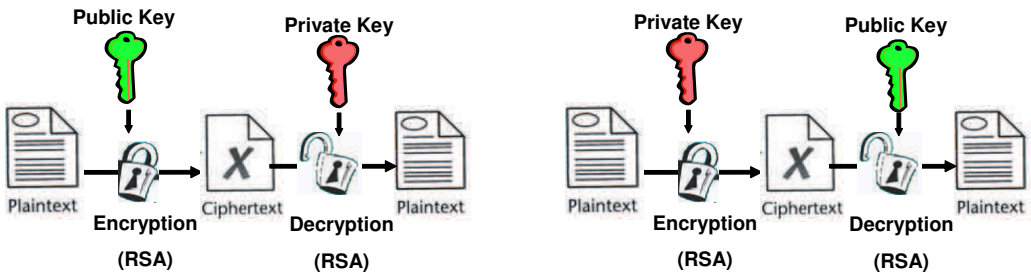 Public Key
Private Key
Plaintext
Encryption
(RSA)
X
Ciphertext
Decryption
(RSA)
Plaintext
Private Key
Public Key
Plaintext
Encryption
(RSA)
X
Ciphertext
Decryption
(RSA)
Plaintext